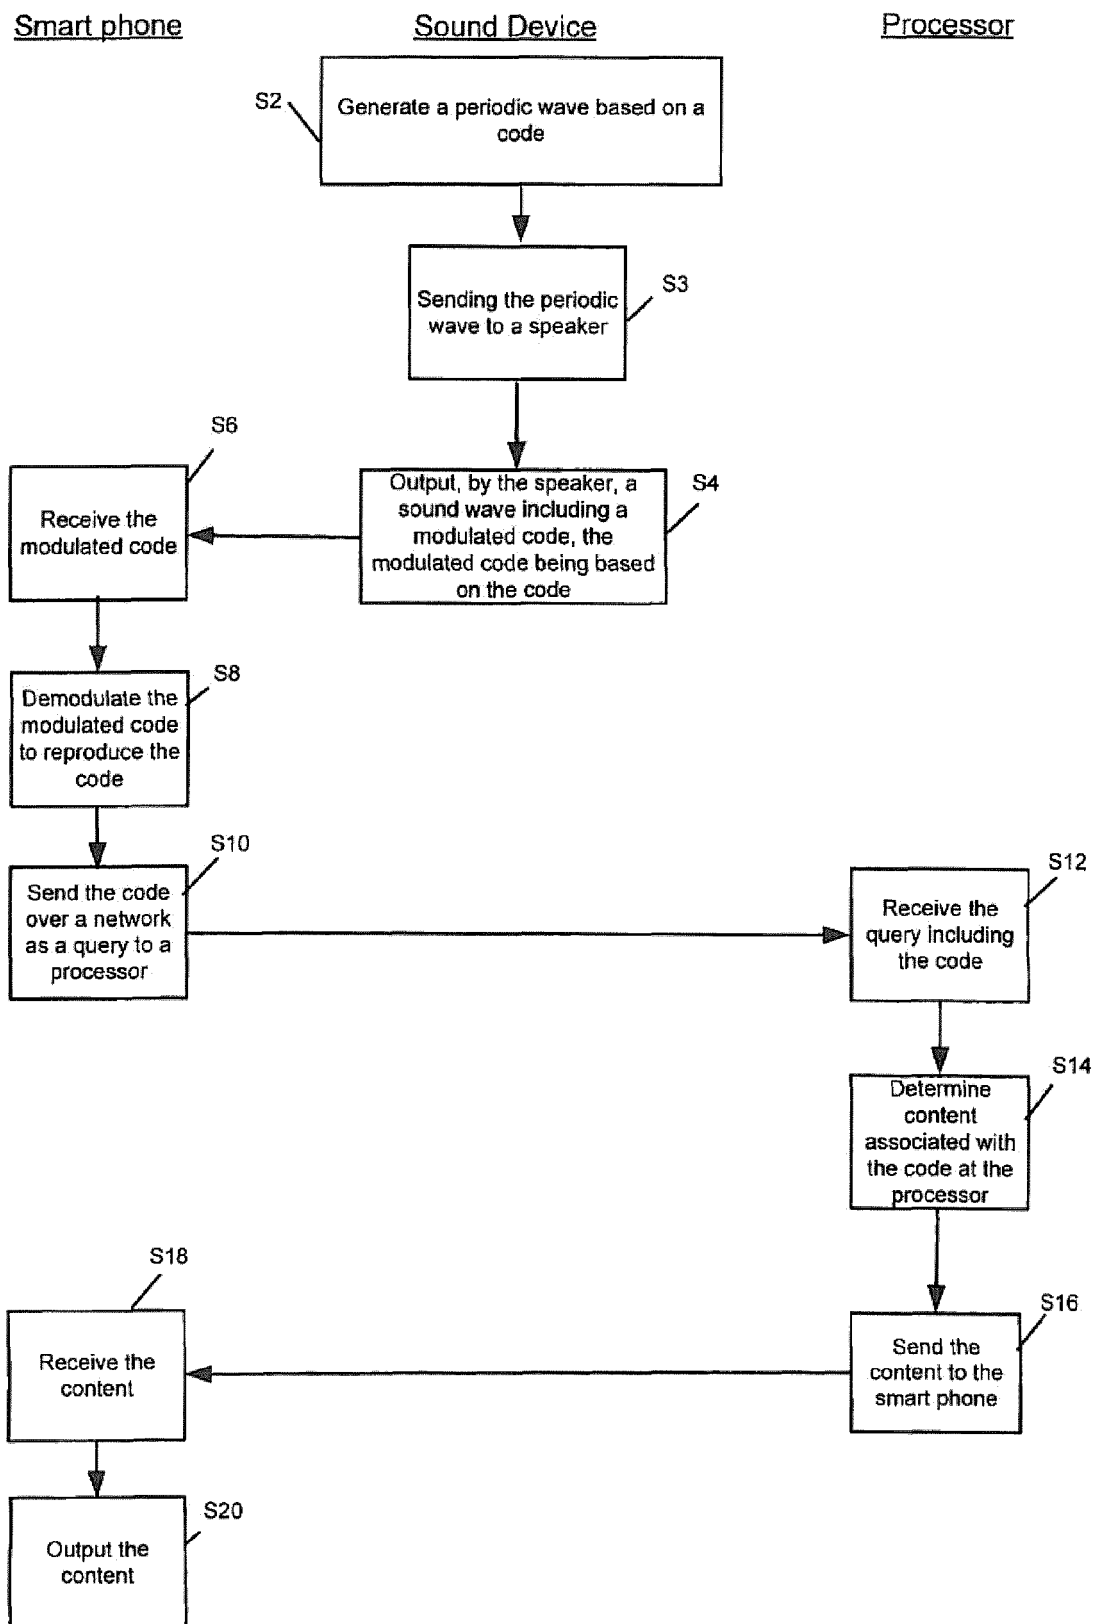 Smart phone
Sound Device
Processor
S2
Generate a periodic wave based on a
code
S3
Sending the periodic
wave to a speaker
S6
Receive the
modulated code
S4
Output, by the speaker, a
sound wave including a
modulated code, the
modulated code being based
on the code
S8
Demodulate the
modulated code
to reproduce the
code
S10
Send the code
over a network
as a query to a
processor
S12
Receive the
query including
the code
S14
Determine
content
associated with
the code at the
processor
S16
Send the
content to the
smart phone
S18
Receive the
content
S20
Output the
content